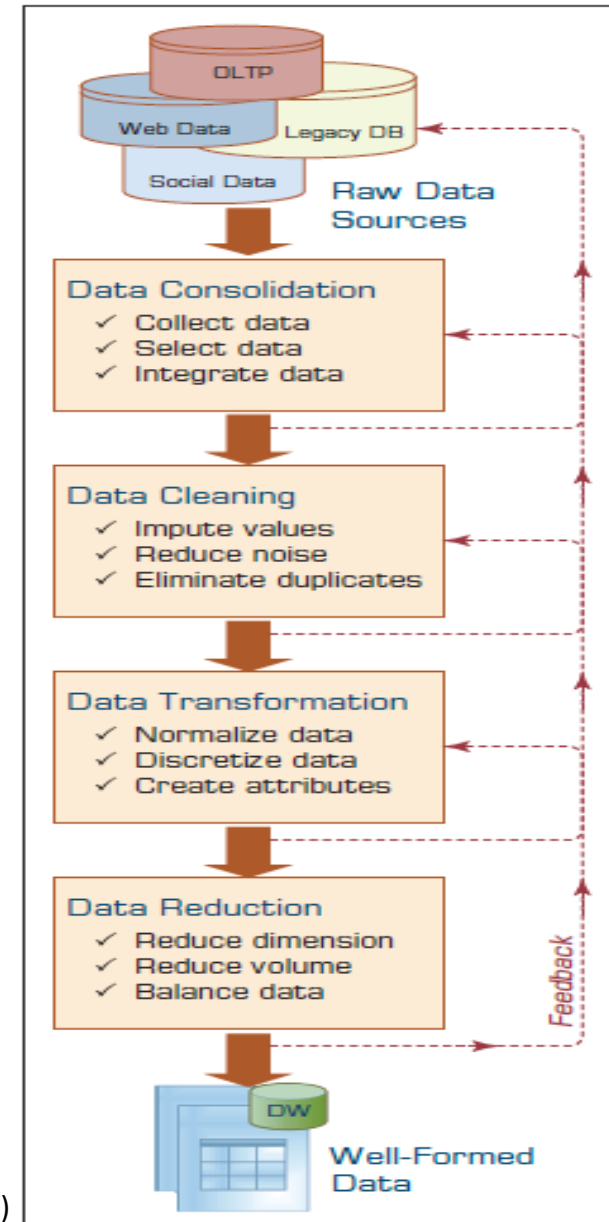 OLTP
Web Data
Legacy DB
Social Data
Raw Data
Sources
Data Consolidation
✓ Collect data
✓ Select data
✓ Integrate data
Data Cleaning
✓ Impute values
✓ Reduce noise
✓ Eliminate duplicates
Data Transformation
✓ Normalize data
✓ Discretize data
✓ Create attributes
Data Reduction
✓ Reduce dimension
✓ Reduce volume
✓ Balance data
Feedback
DW
Well-Formed
Data
)